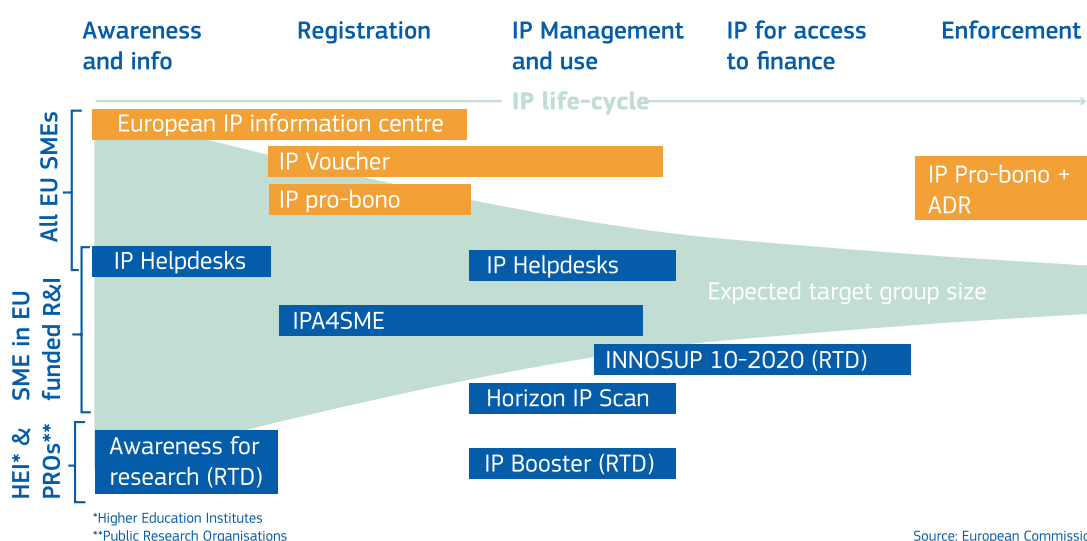 Awareness
and info
Registration
IP Management
and use
IP for access
to finance
Enforcement
IP life-cycle
All EU SMEs
European IP information centre
IP Voucher
IP pro-bono
IP Pro-bono +
ADR
SME in EU
funded R&I
IP Helpdesks
IP Helpdesks
Expected target group size
IPA4SME
INNOSUP 10-2020 (RTD)
Horizon IP Scan
HEI* &
PROs**
Awareness for
research (RTD)
IP Booster (RTD)
*Higher Education Institutes
**Public Research Organisations
Source: European Commissio